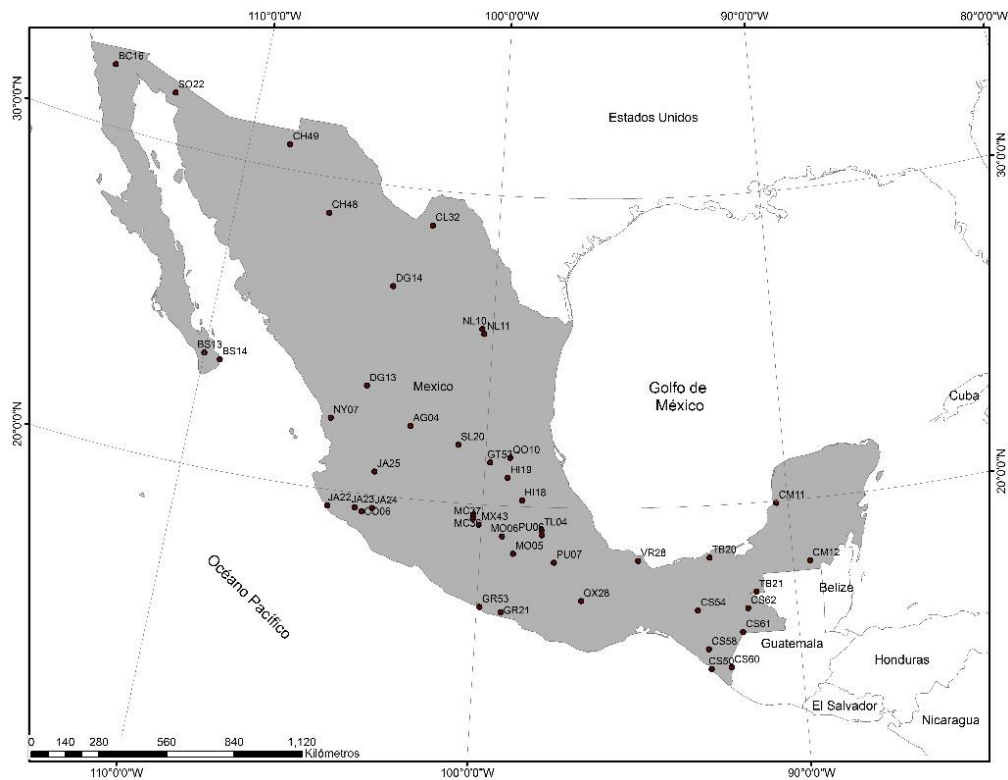 110°0'0"W
100°0'0"W
90°0'0"W
80°0'0"W
BC16
SO22
30°0'0"N
Estados Unidos
CH49
30°0'0"N
CH48
CL32
DG14
NL10
NL11
BS13
BS14
DG13
Mexico
Golfo de
México
Cuba
NY07
AG04
20°0'0"N
SL20
QO10
GT53
JA25
HI19
20°0'0"N
HI18
CM11
JA22
JA23
JA24
CO06
MC37
MX43
MO06
PU06
TL04
MO05
PU07
VR28
TB20
CM12
Océano Pacífico
TB21
Belize
OX28
CS62
CS54
GR53
GR21
CS61
Guatemala
CS58
Honduras
CS60
El Salvador
Nicaragua
0 140 280 560 840 1,120
Kilómetros
110°0'0"W
100°0'0"W
90°0'0"W